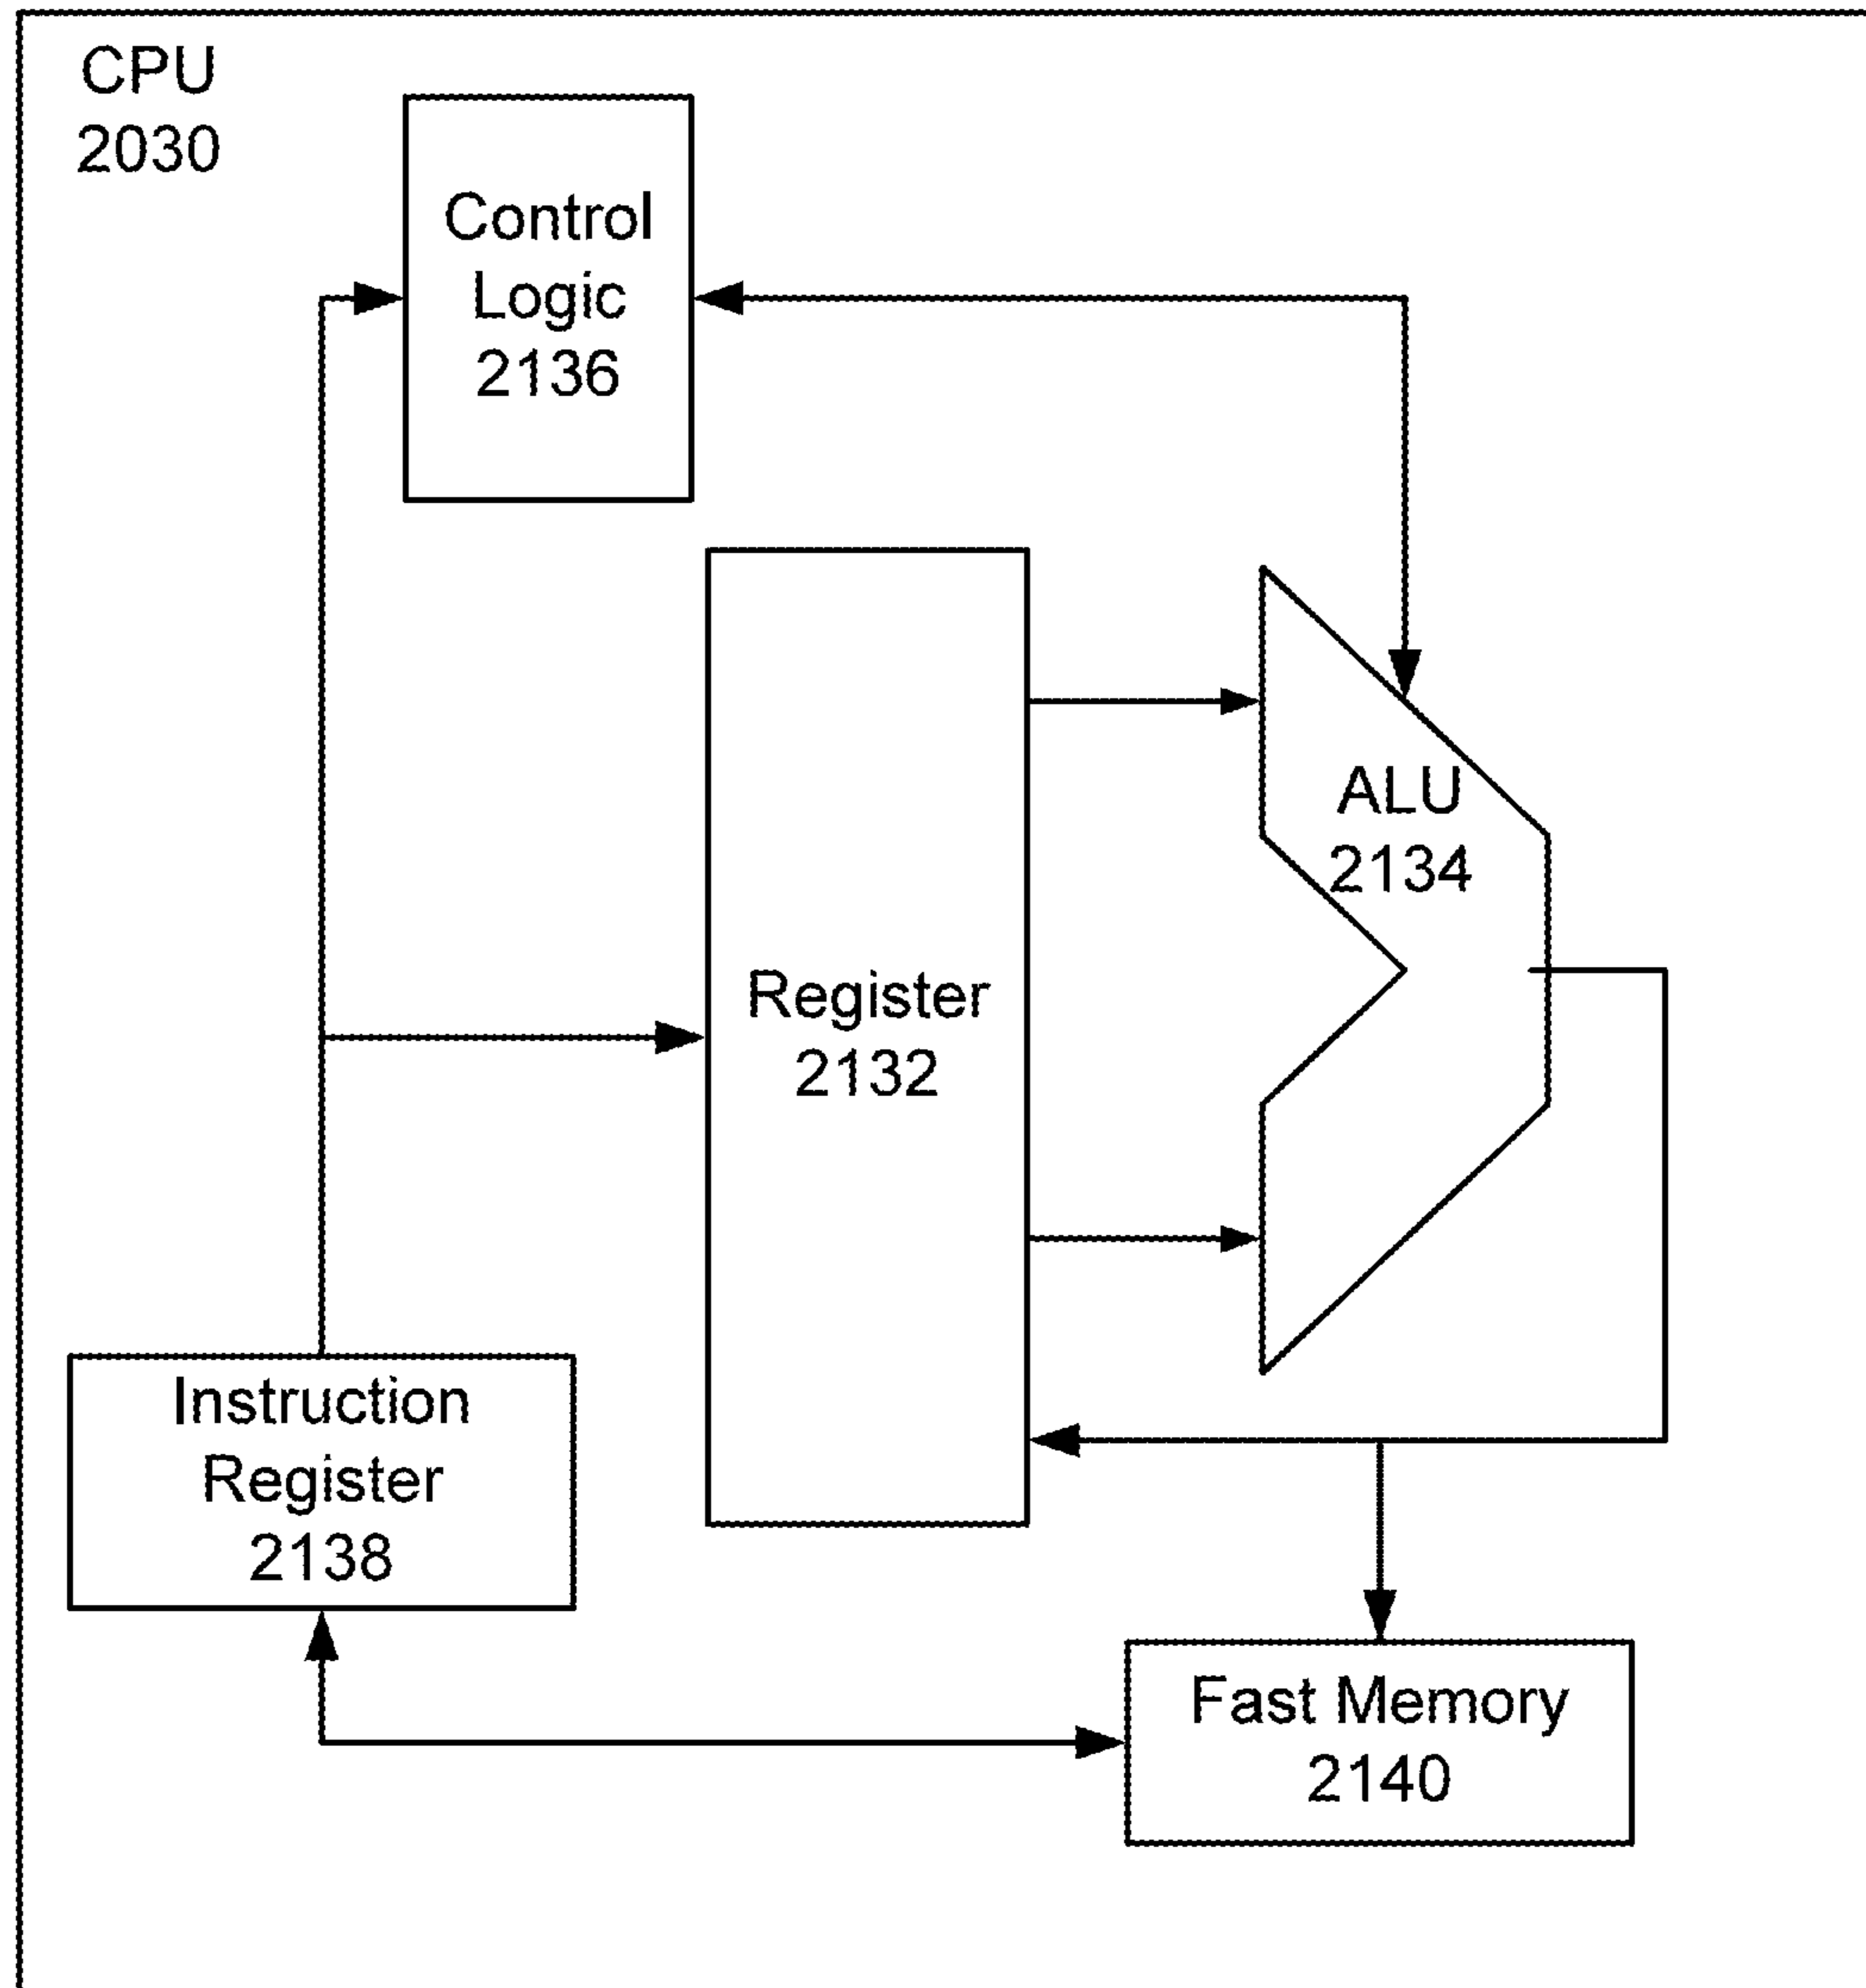 CPU
2030
Control
Logic
2136
ALU
2134
Register
2132
Instruction
Register
2138
Fast Memory
2140